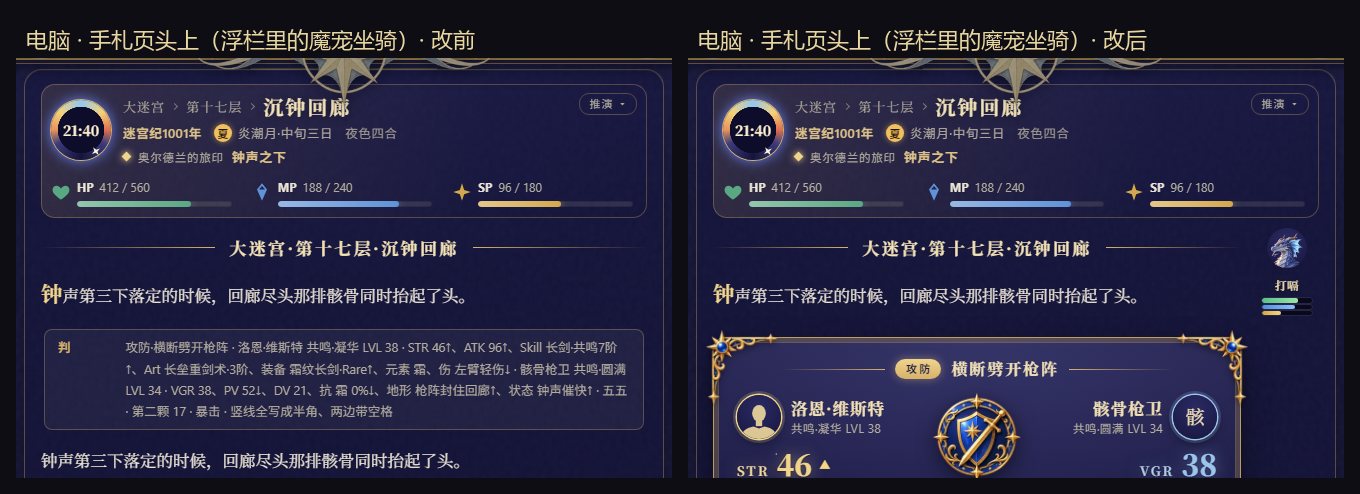 电脑 · 手札页头上（浮栏里的魔宠坐骑）· 改前
21:40
大迷宫 › 第十七层 › 沉钟回廊
推演
迷宫纪1001年 夏 炎潮月·中旬三日 夜色四合
奥尔德兰的旅印 钟声之下
HP 412 / 560
MP 188 / 240
SP 96 / 180
大迷宫·第十七层·沉钟回廊
钟声第三下落定的时候，回廊尽头那排骸骨同时抬起了头。
判
攻防·横断劈开枪阵 · 洛恩·维斯特 共鸣·凝华 LVL 38 · STR 46↑、ATK 96↑、Skill 长剑·共鸣7阶
↑、Art 长垒重剑术·3阶、装备 霜纹长剑·Rare↑、元素 霜、伤 左臂轻伤↓ · 骸骨枪卫 共鸣·圆满
LVL 34 · VGR 38、PV 52↓、DV 21、抗 霜 0%↓、地形 枪阵封住回廊↑、状态 钟声催快↑ · 五五
· 第二颗 17 · 暴击 · 竖线全写成半角、两边带空格
钟声第三下落定的时候，回廊尽头那排骸骨同时抬起了头。
电脑 · 手札页头上（浮栏里的魔宠坐骑）· 改后
21:40
大迷宫 › 第十七层 › 沉钟回廊
推演
迷宫纪1001年 夏 炎潮月·中旬三日 夜色四合
奥尔德兰的旅印 钟声之下
HP 412 / 560
MP 188 / 240
SP 96 / 180
大迷宫·第十七层·沉钟回廊
打嗝
钟声第三下落定的时候，回廊尽头那排骸骨同时抬起了头。
攻防 横断劈开枪阵
洛恩·维斯特
共鸣·凝华 LVL 38
骸骨枪卫
共鸣·圆满 LVL 34
骸
STR 46
VGR 38